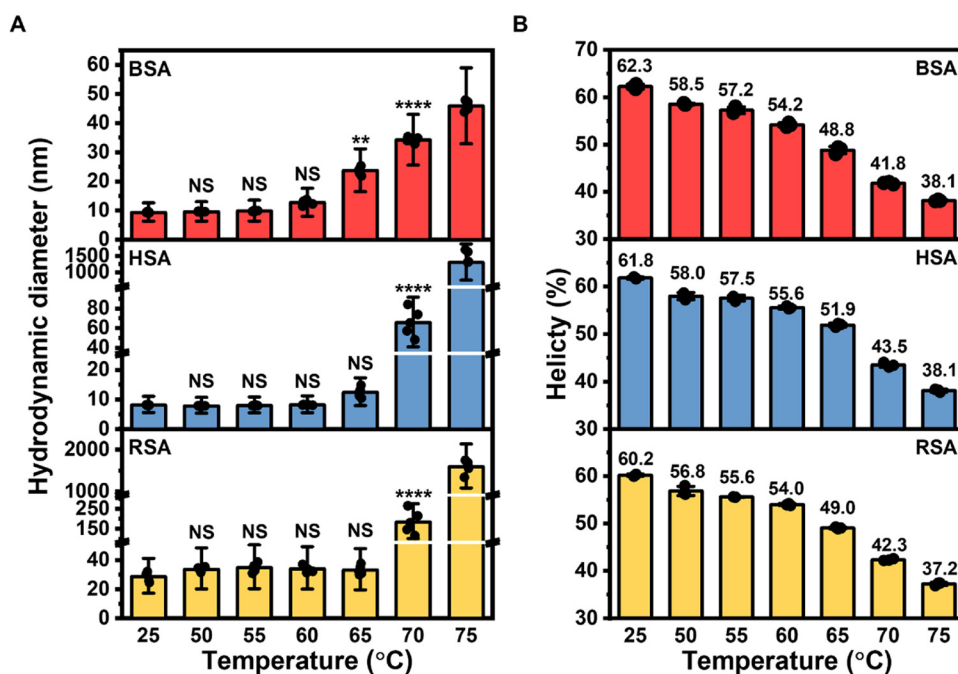 A
Hydrodynamic diameter (nm)
BSA
60
50
40
30
20
10
0
NS NS NS ** ****
HSA
1500
1000
80
60
40
20
10
0
NS NS NS NS ****
RSA
2000
1000
250
150
40
20
0
NS NS NS NS ****
25 50 55 60 65 70 75
Temperature (°C)
B
Helicty (%)
BSA
70
60
50
40
30
62.3 58.5 57.2 54.2 48.8 41.8 38.1
HSA
60
50
40
30
61.8 58.0 57.5 55.6 51.9 43.5 38.1
RSA
60
50
40
30
60.2 56.8 55.6 54.0 49.0 42.3 37.2
25 50 55 60 65 70 75
Temperature (°C)